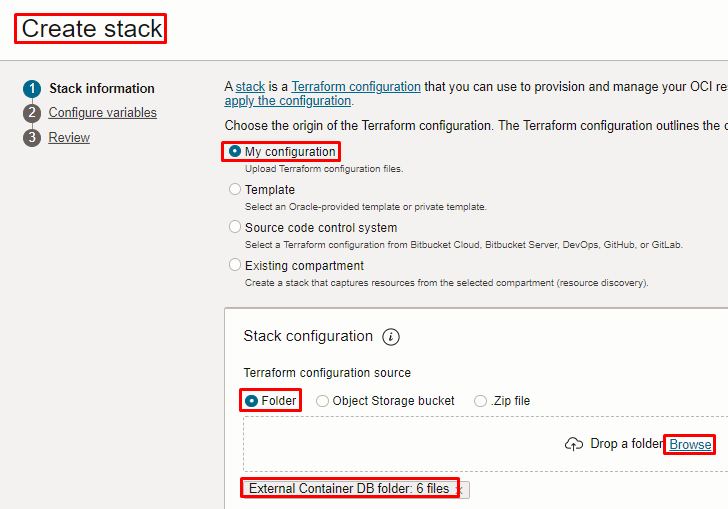 Create stack
1 Stack information
2 Configure variables
3 Review
A stack is a Terraform configuration that you can use to provision and manage your OCI
apply the configuration.
Choose the origin of the Terraform configuration. The Terraform configuration outlines the
My configuration
Upload Terraform configuration files.
Template
Select an Oracle-provided template or private template.
Source code control system
Select a Terraform configuration from Bitbucket Cloud, Bitbucket Server, DevOps, GitHub, or GitLab.
Existing compartment
Create a stack that captures resources from the selected compartment (resource discovery).
Stack configuration i
Terraform configuration source
Folder Object Storage bucket .Zip file
Drop a folder Browse
External Container DB folder: 6 files ×